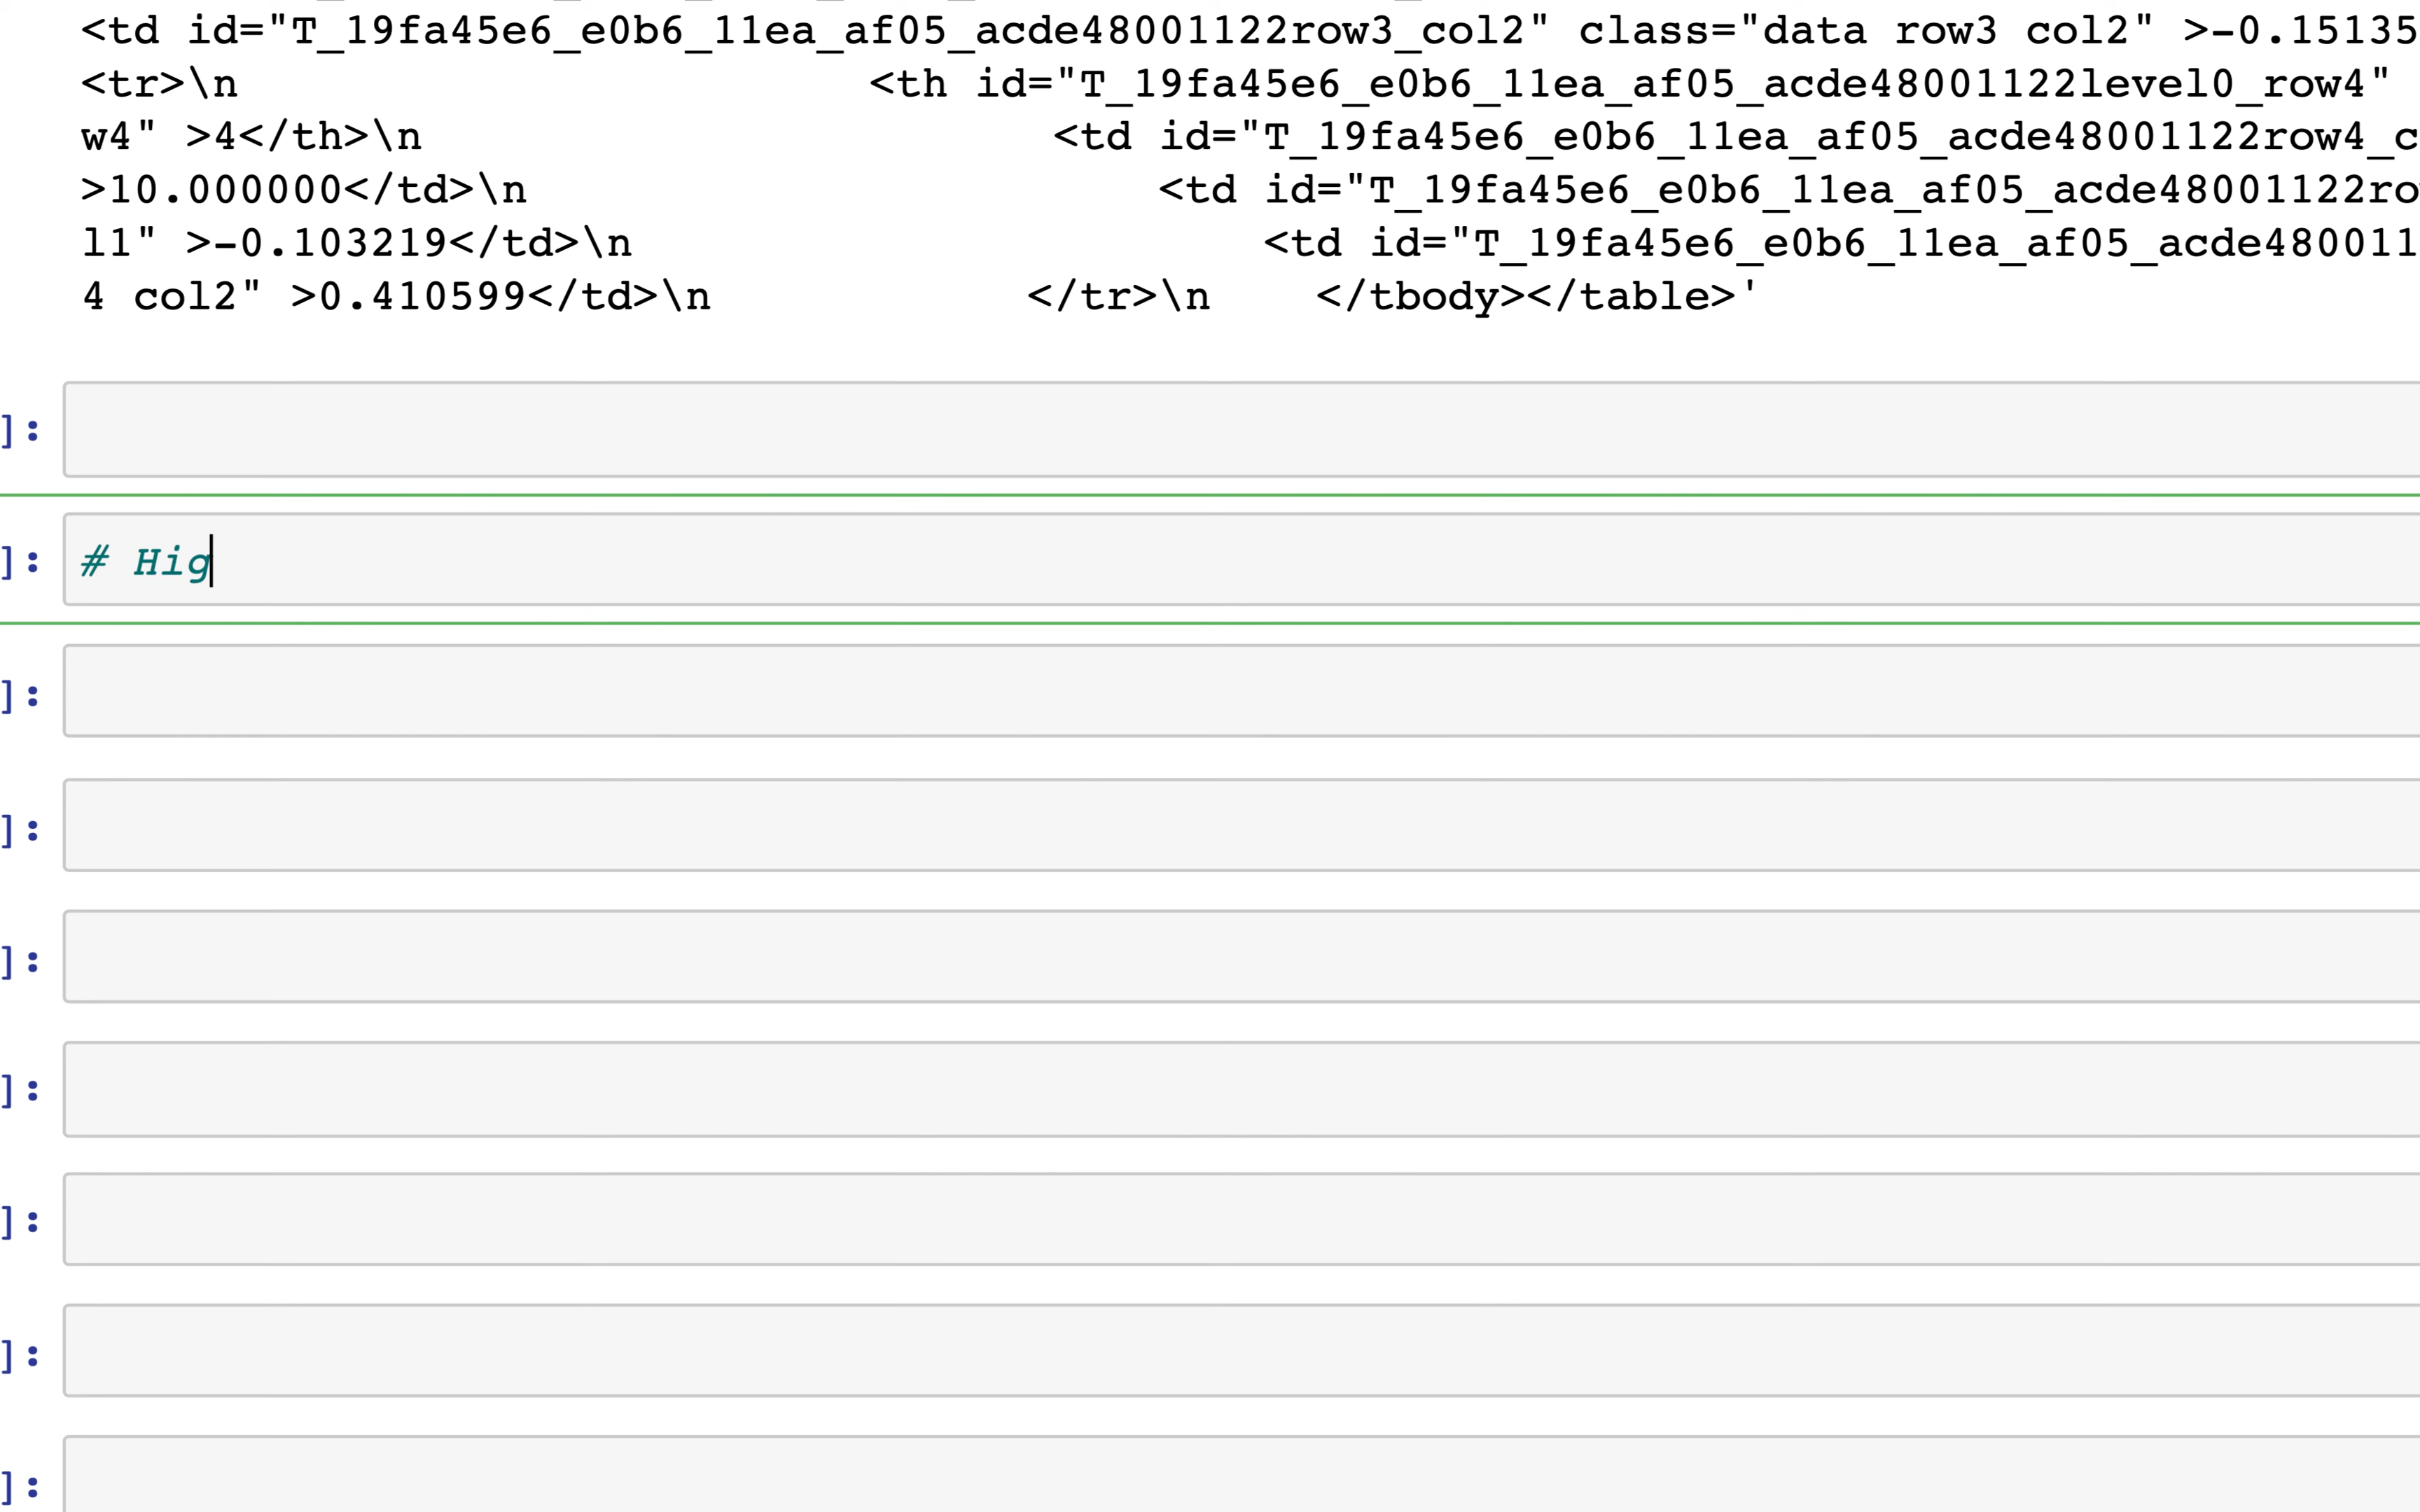 <td id="T_19fa45e6_e0b6_11ea_af05_acde48001122row3_col2" class="data row3 col2" >-0.15135
<tr>\n <th id="T_19fa45e6_e0b6_11ea_af05_acde48001122level0_row4"
w4" >4</th>\n <td id="T_19fa45e6_e0b6_11ea_af05_acde48001122row4_c
>10.000000</td>\n <td id="T_19fa45e6_e0b6_11ea_af05_acde48001122ro
l1" >-0.103219</td>\n <td id="T_19fa45e6_e0b6_11ea_af05_acde480011
4 col2" >0.410599</td>\n </tr>\n </tbody></table>'
]:
]: # Hig
]:
]:
]:
]:
]:
]:
]: